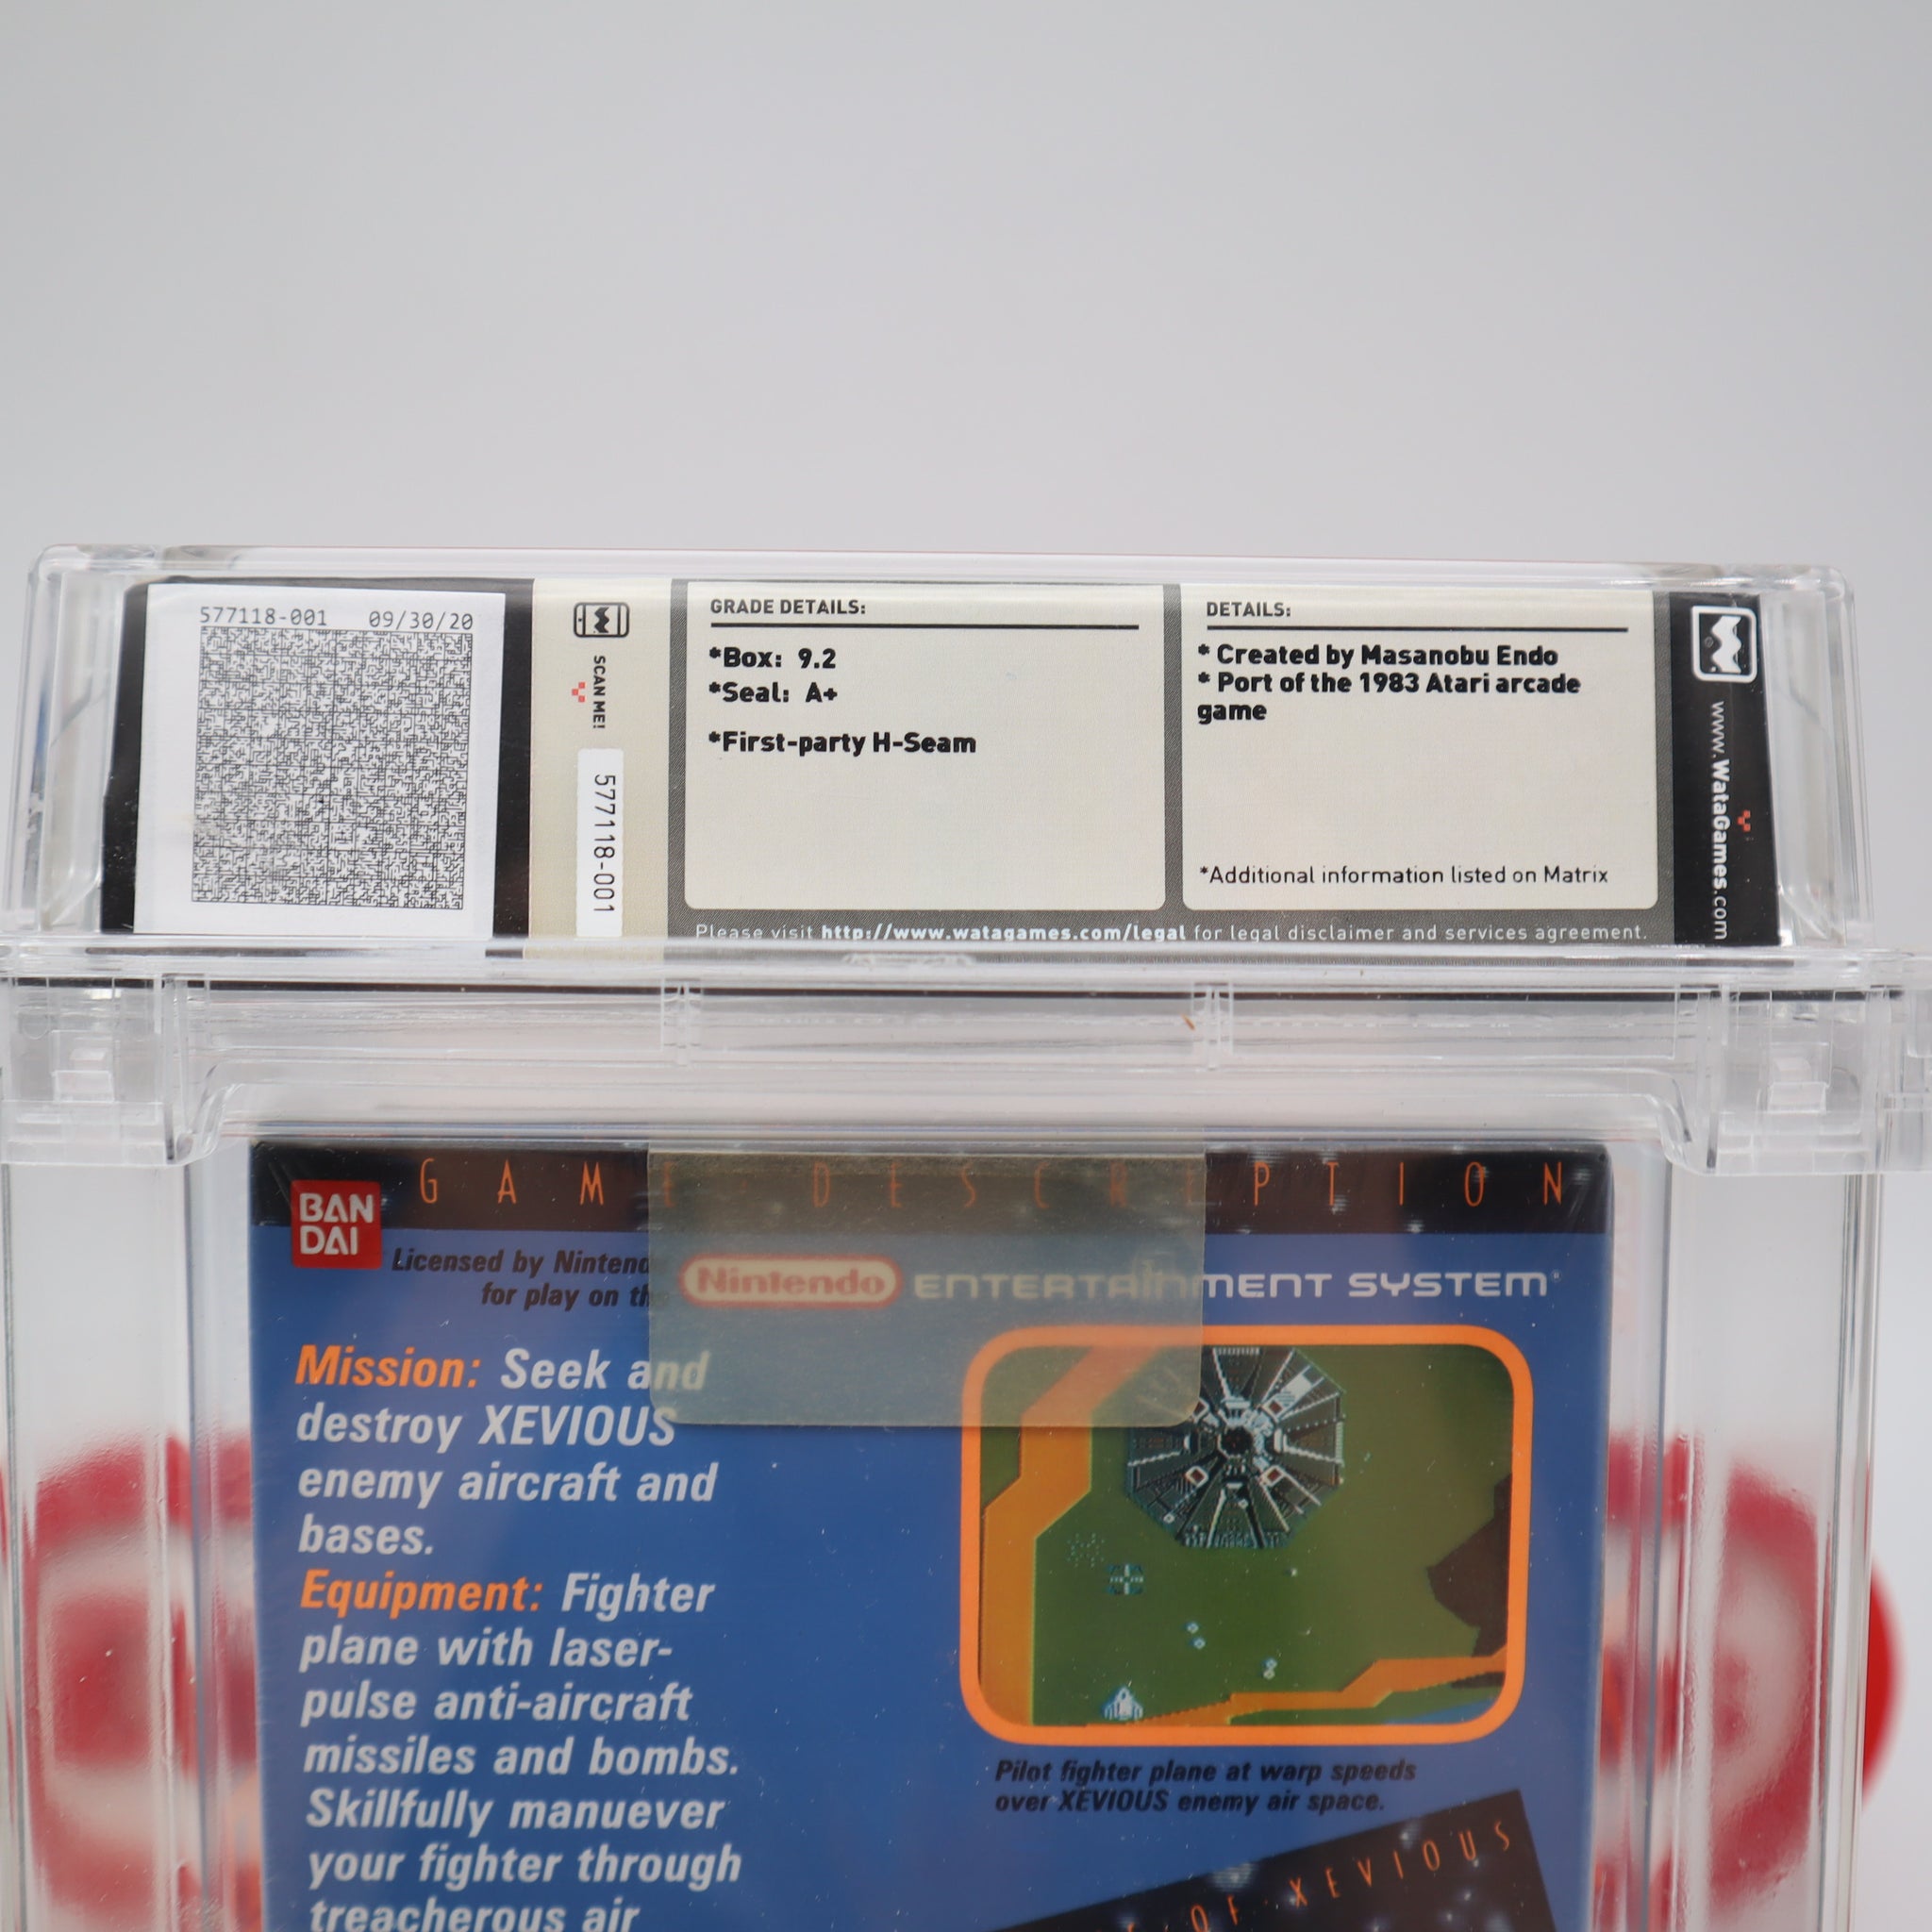 577118-001 09/30/20
SCAN ME!
577118-001
GRADE DETAILS:
*Box: 9.2
*Seal: A+
*First-party H-Seam
DETAILS:
* Created by Masanobu Endo
* Port of the 1983 Atari arcade
game
*Additional information listed on Matrix
www.WataGames.com
Please visit http://www.watagames.com/legal for legal disclaimer and services agreement.
GAME DESCRIPTION
BAN
DAI
Licensed by Nintend
for play on th
Nintendo ENTERTAINMENT SYSTEM
Mission: Seek and
destroy XEVIOUS
enemy aircraft and
bases.
Equipment: Fighter
plane with laser-
pulse anti-aircraft
missiles and bombs.
Skillfully manuever
your fighter through
treacherous air
Pilot fighter plane at warp speeds
over XEVIOUS enemy air space.
OF XEVIOUS